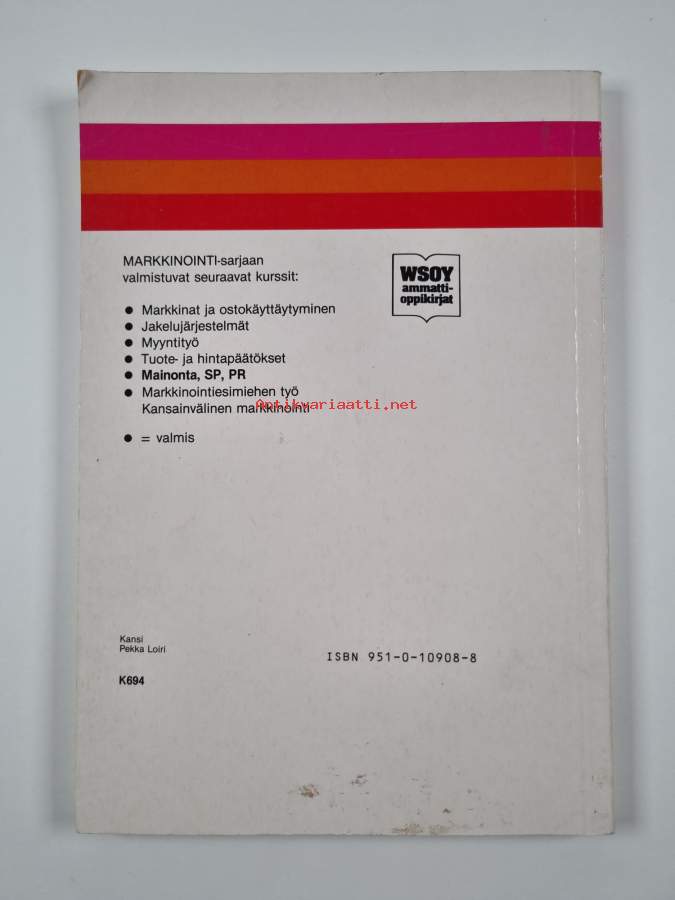 MARKKINOINTI-sarjaan
valmistuvat seuraavat kurssit:
WSOY
ammatti-
oppikirjat
● Markkinat ja ostokäyttäytyminen
● Jakelujärjestelmät
● Myyntityö
● Tuote- ja hintapäätökset
● Mainonta, SP, PR
● Markkinointiesimiehen työ
Kansainvälinen markkinointi
Antikvariaatti.net
● = valmis
Kansi
Pekka Loiri
ISBN 951-0-10908-8
K694